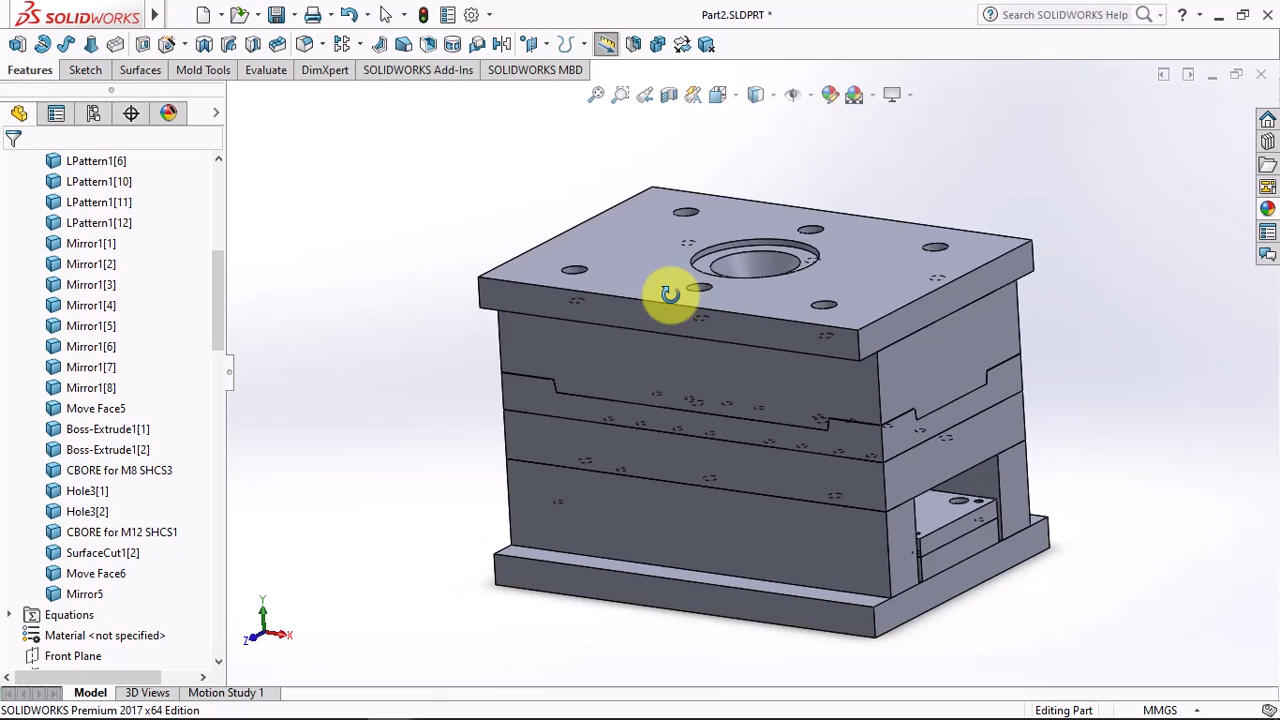 SOLIDWORKS
Part2.SLDPRT *
Search SOLIDWORKS Help
Features
Sketch
Surfaces
Mold Tools
Evaluate
DimXpert
SOLIDWORKS Add-Ins
SOLIDWORKS MBD
LPattern1[6]
LPattern1[10]
LPattern1[11]
LPattern1[12]
Mirror1[1]
Mirror1[2]
Mirror1[3]
Mirror1[4]
Mirror1[5]
Mirror1[6]
Mirror1[7]
Mirror1[8]
Move Face5
Boss-Extrude1[1]
Boss-Extrude1[2]
CBORE for M8 SHCS3
Hole3[1]
Hole3[2]
CBORE for M12 SHCS1
SurfaceCut1[2]
Move Face6
Mirror5
Equations
Material <not specified>
Front Plane
Y
Z
X
Model
3D Views
Motion Study 1
SOLIDWORKS Premium 2017 x64 Edition
Editing Part
MMGS